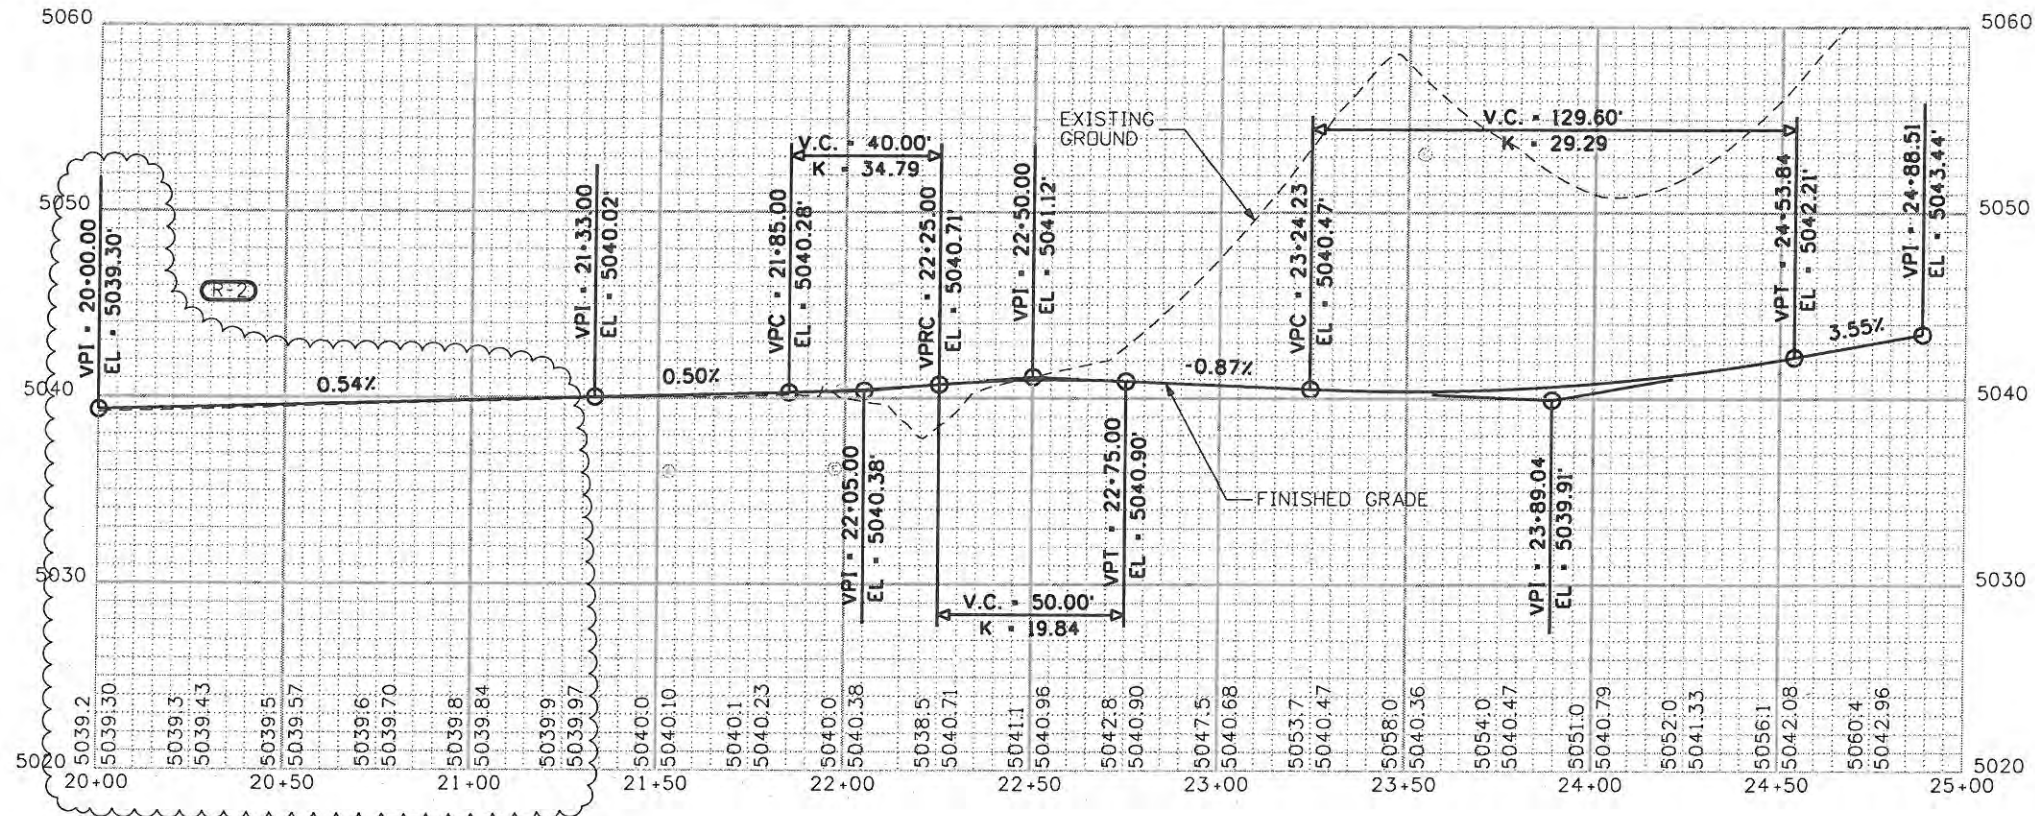 5060
5060
EXISTING
GROUND
V.C. = 129.60'
K = 29.29
V.C. = 40.00'
K = 34.79
5050
5050
VPI = 20+00.00
EL = 5039.30'
R-2
VPI = 21+33.00
EL = 5040.02'
VPC = 21+85.00
EL = 5040.28'
VPRC = 22+25.00
EL = 5040.71'
VPI = 22+50.00
EL = 5041.12'
VPC = 23+24.23
EL = 5040.47'
VPT = 24+53.84
EL = 5042.21'
VPI = 24+88.51
EL = 5043.44'
0.54%
0.50%
-0.87%
3.55%
5040
5040
VPI = 22+05.00
EL = 5040.38'
VPT = 22+75.00
EL = 5040.90'
FINISHED GRADE
VPI = 23+89.04
EL = 5039.91'
5030
5030
V.C. = 50.00'
K = 19.84
5039.2
5039.30
5039.3
5039.43
5039.5
5039.57
5039.6
5039.70
5039.8
5039.84
5039.9
5039.97
5040.0
5040.10
5040.1
5040.23
5040.0
5040.38
5038.5
5040.71
5041.1
5040.96
5042.8
5040.90
5047.5
5040.68
5053.7
5040.47
5058.0
5040.36
5054.0
5040.47
5051.0
5040.79
5052.0
5041.33
5056.1
5042.08
5060.4
5042.96
5020
5020
20+00
20+50
21+00
21+50
22+00
22+50
23+00
23+50
24+00
24+50
25+00